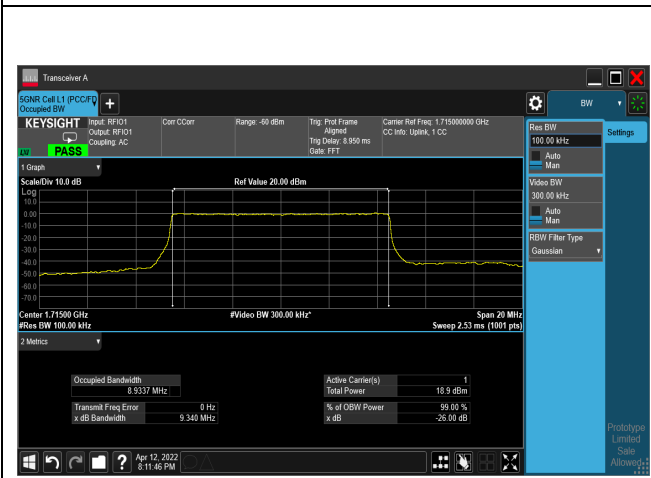 Transceiver A
5GNR Cell L1 (PCC/FD
Occupied BW
BW
KEYSIGHT
Input: RFIO1
Output: RFIO1
Coupling: AC
Corr CCorr
Range: -60 dBm
Trig: Prot Frame
Aligned
Trig Delay: 8.950 ms
Gate: FFT
Carrier Ref Freq: 1.715000000 GHz
CC Info: Uplink, 1 CC
LW
PASS
1 Graph
Scale/Div 10.0 dB
Ref Value 20.00 dBm
Log
10.0
0.00
-10.0
-20.0
-30.0
-40.0
-50.0
-60.0
-70.0
Center 1.71500 GHz
#Video BW 300.00 kHz*
Span 20 MHz
#Res BW 100.00 kHz
Sweep 2.53 ms (1001 pts)
2 Metrics
Occupied Bandwidth
8.9337 MHz
Active Carrier(s) 1
Total Power 18.9 dBm
Transmit Freq Error 0 Hz
x dB Bandwidth 9.340 MHz
% of OBW Power 99.00 %
x dB -26.00 dB
Res BW
100.00 kHz
Auto
Man
Video BW
300.00 kHz
Auto
Man
RBW Filter Type
Gaussian
Settings
Prototype
Limited
Sale
Allowed
?
Apr 12, 2022
8:11:46 PM